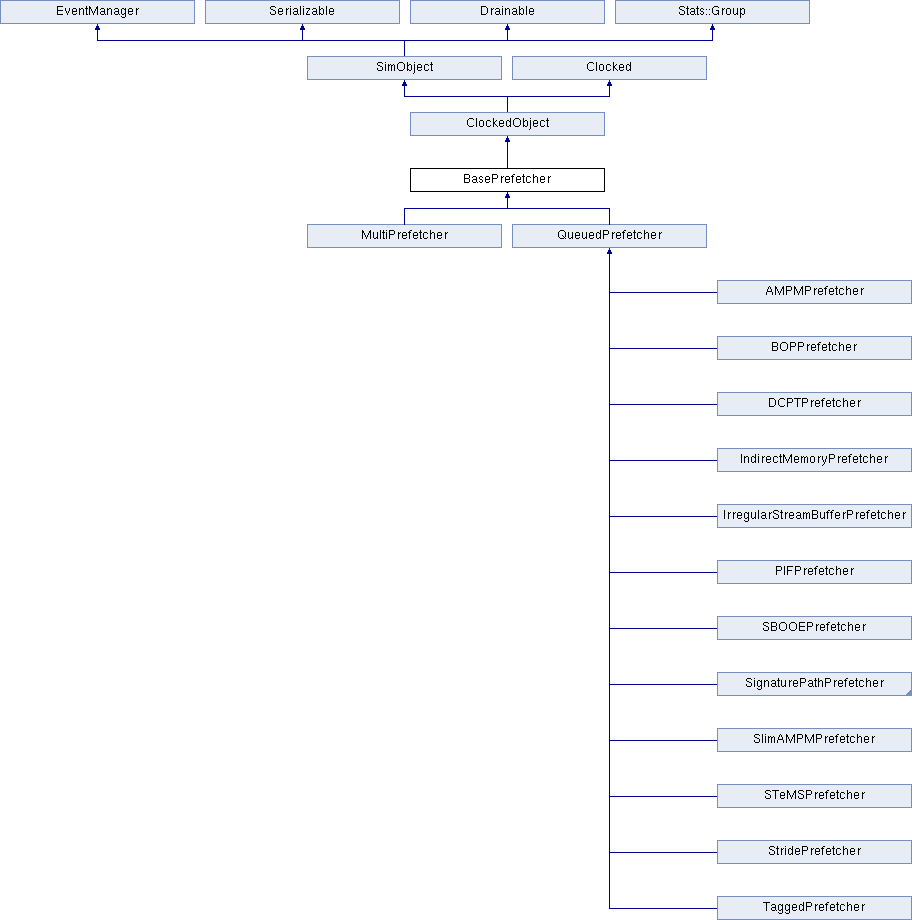 EventManager
Serializable
Drainable
Stats::Group
SimObject
Clocked
ClockedObject
BasePrefetcher
MultiPrefetcher
QueuedPrefetcher
AMPMPrefetcher
BOPPrefetcher
DCPTPrefetcher
IndirectMemoryPrefetcher
IrregularStreamBufferPrefetcher
PIFPrefetcher
SBOOEPrefetcher
SignaturePathPrefetcher
SlimAMPMPrefetcher
STeMSPrefetcher
StridePrefetcher
TaggedPrefetcher